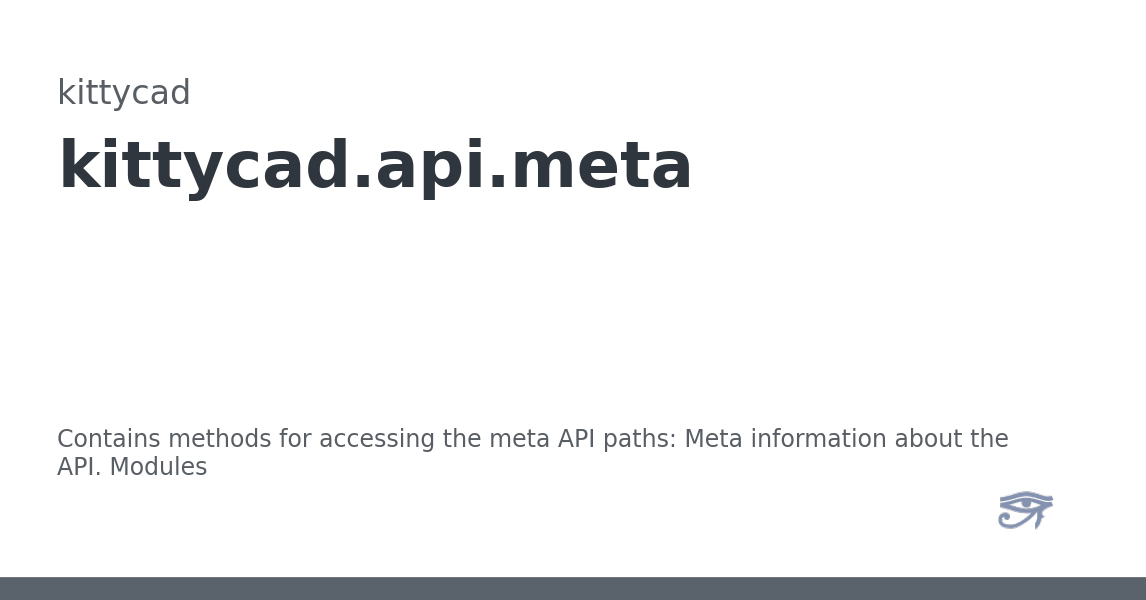 kittycad
kittycad.api.meta
Contains methods for accessing the meta API paths: Meta information about the
API. Modules